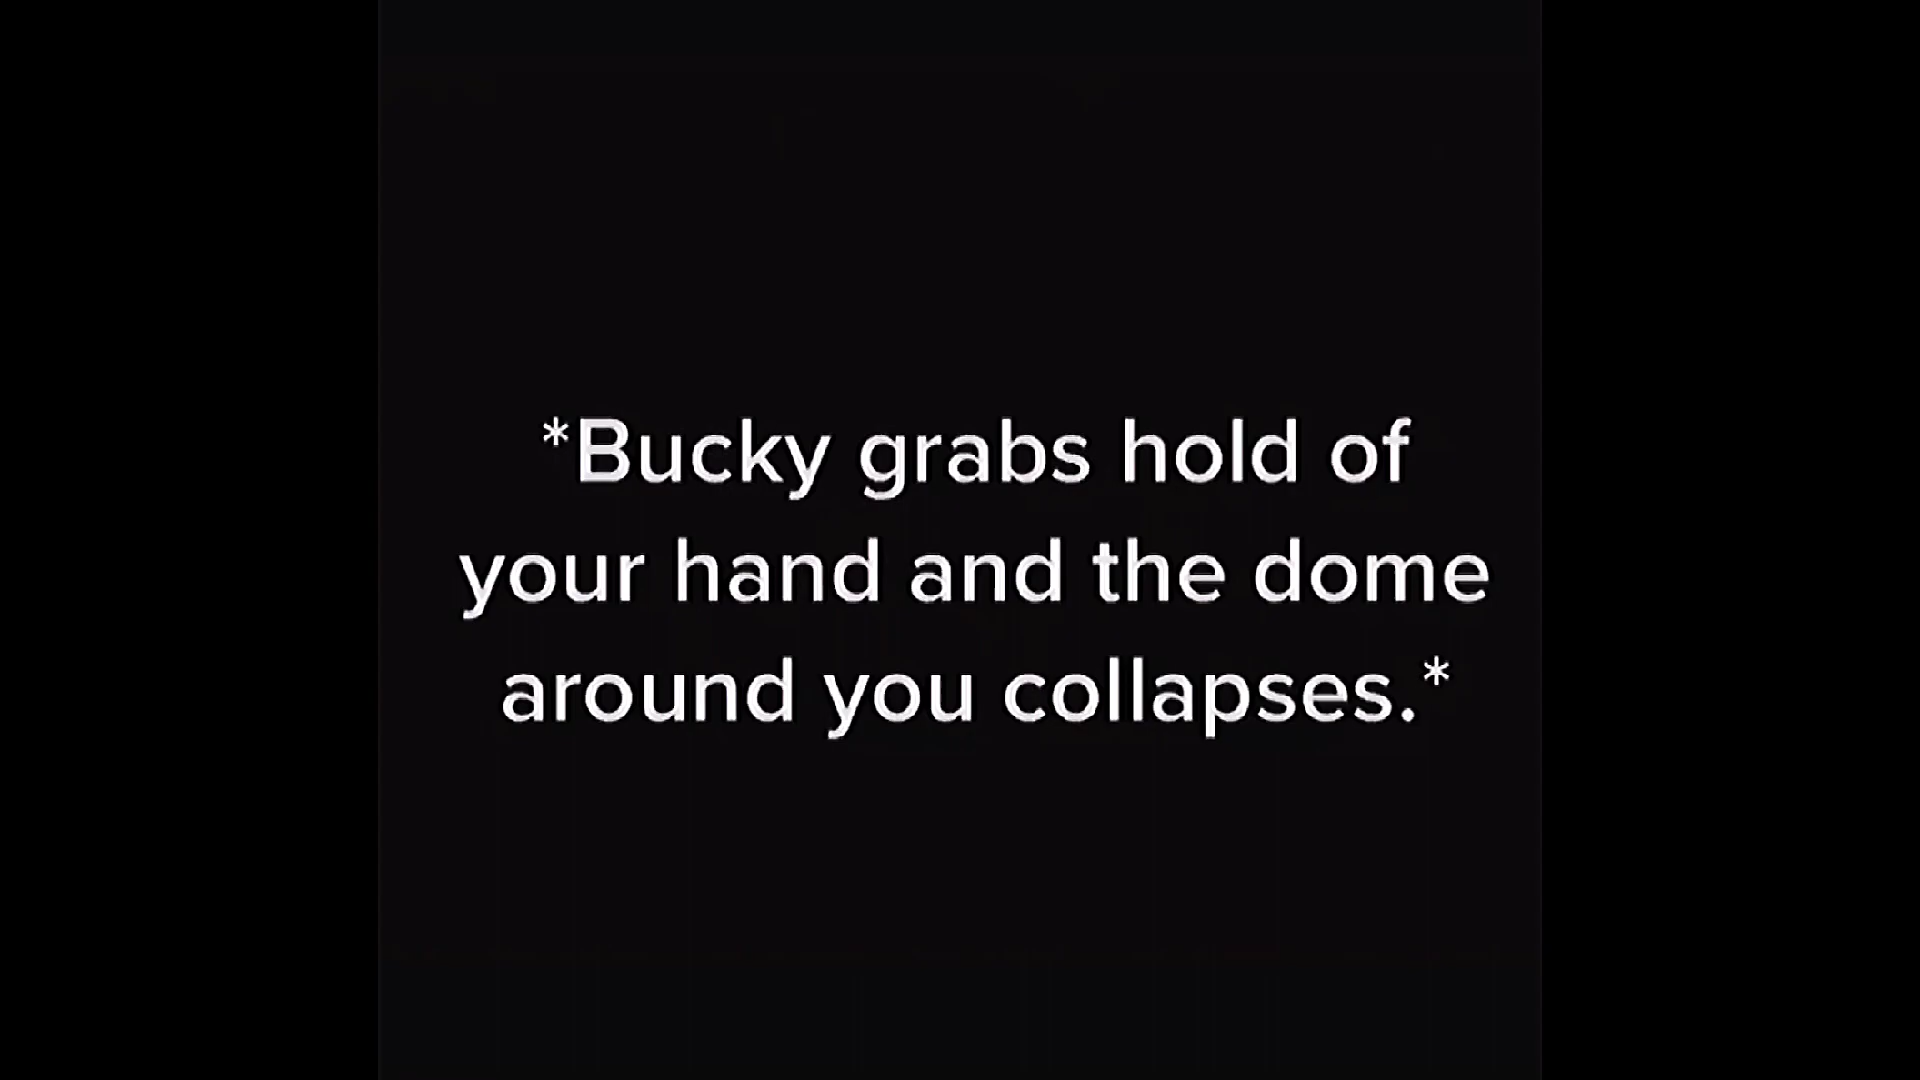 *Bucky grabs hold of
your hand and the dome
around you collapses.*